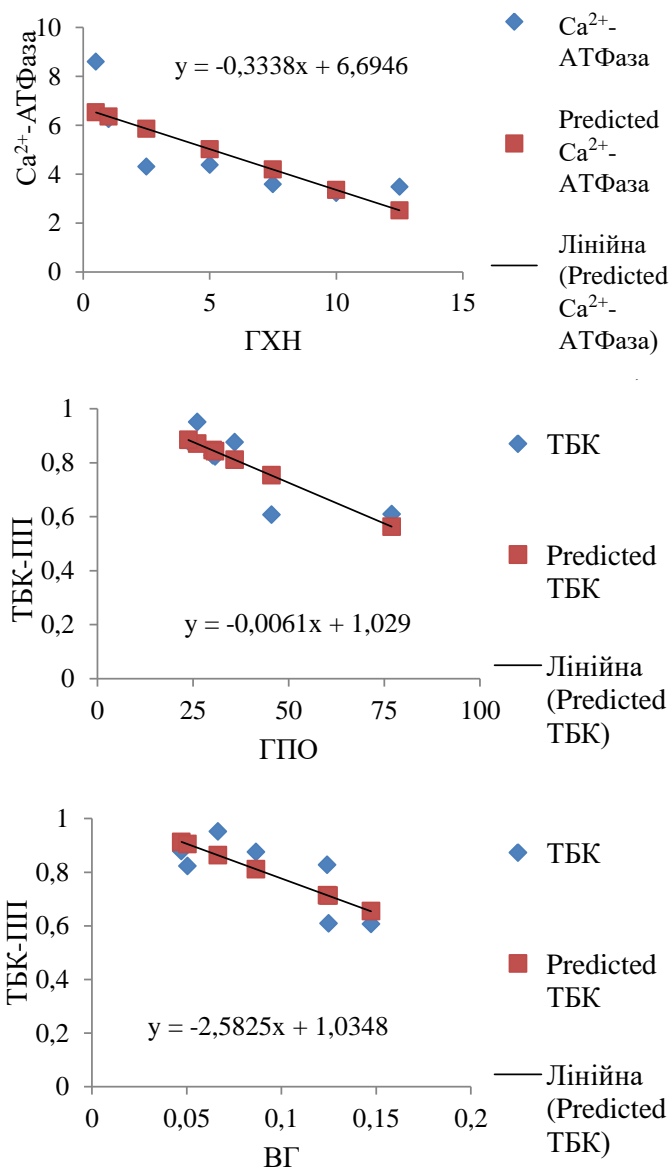 Ca²⁺-АТФаза
10
8
6
4
2
0
y = -0,3338x + 6,6946
0
5
10
15
ГХН
Ca²⁺-
АТФаза
Predicted
Ca²⁺-
АТФаза
Лінійна
(Predicted
Ca²⁺-
АТФаза)
ТБК-ПП
1
0,8
0,6
0,4
0,2
0
y = -0,0061x + 1,029
0
25
50
75
100
ГПО
ТБК
Predicted
ТБК
Лінійна
(Predicted
ТБК)
ТБК-ПП
1
0,8
0,6
0,4
0,2
0
y = -2,5825x + 1,0348
0
0,05
0,1
0,15
0,2
ВГ
ТБК
Predicted
ТБК
Лінійна
(Predicted
ТБК)